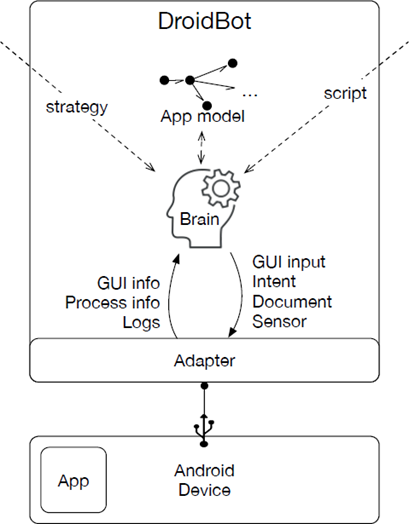 DroidBot
strategy
script
...
App model
Brain
GUI info
Process info
Logs
GUI input
Intent
Document
Sensor
Adapter
App
Android
Device